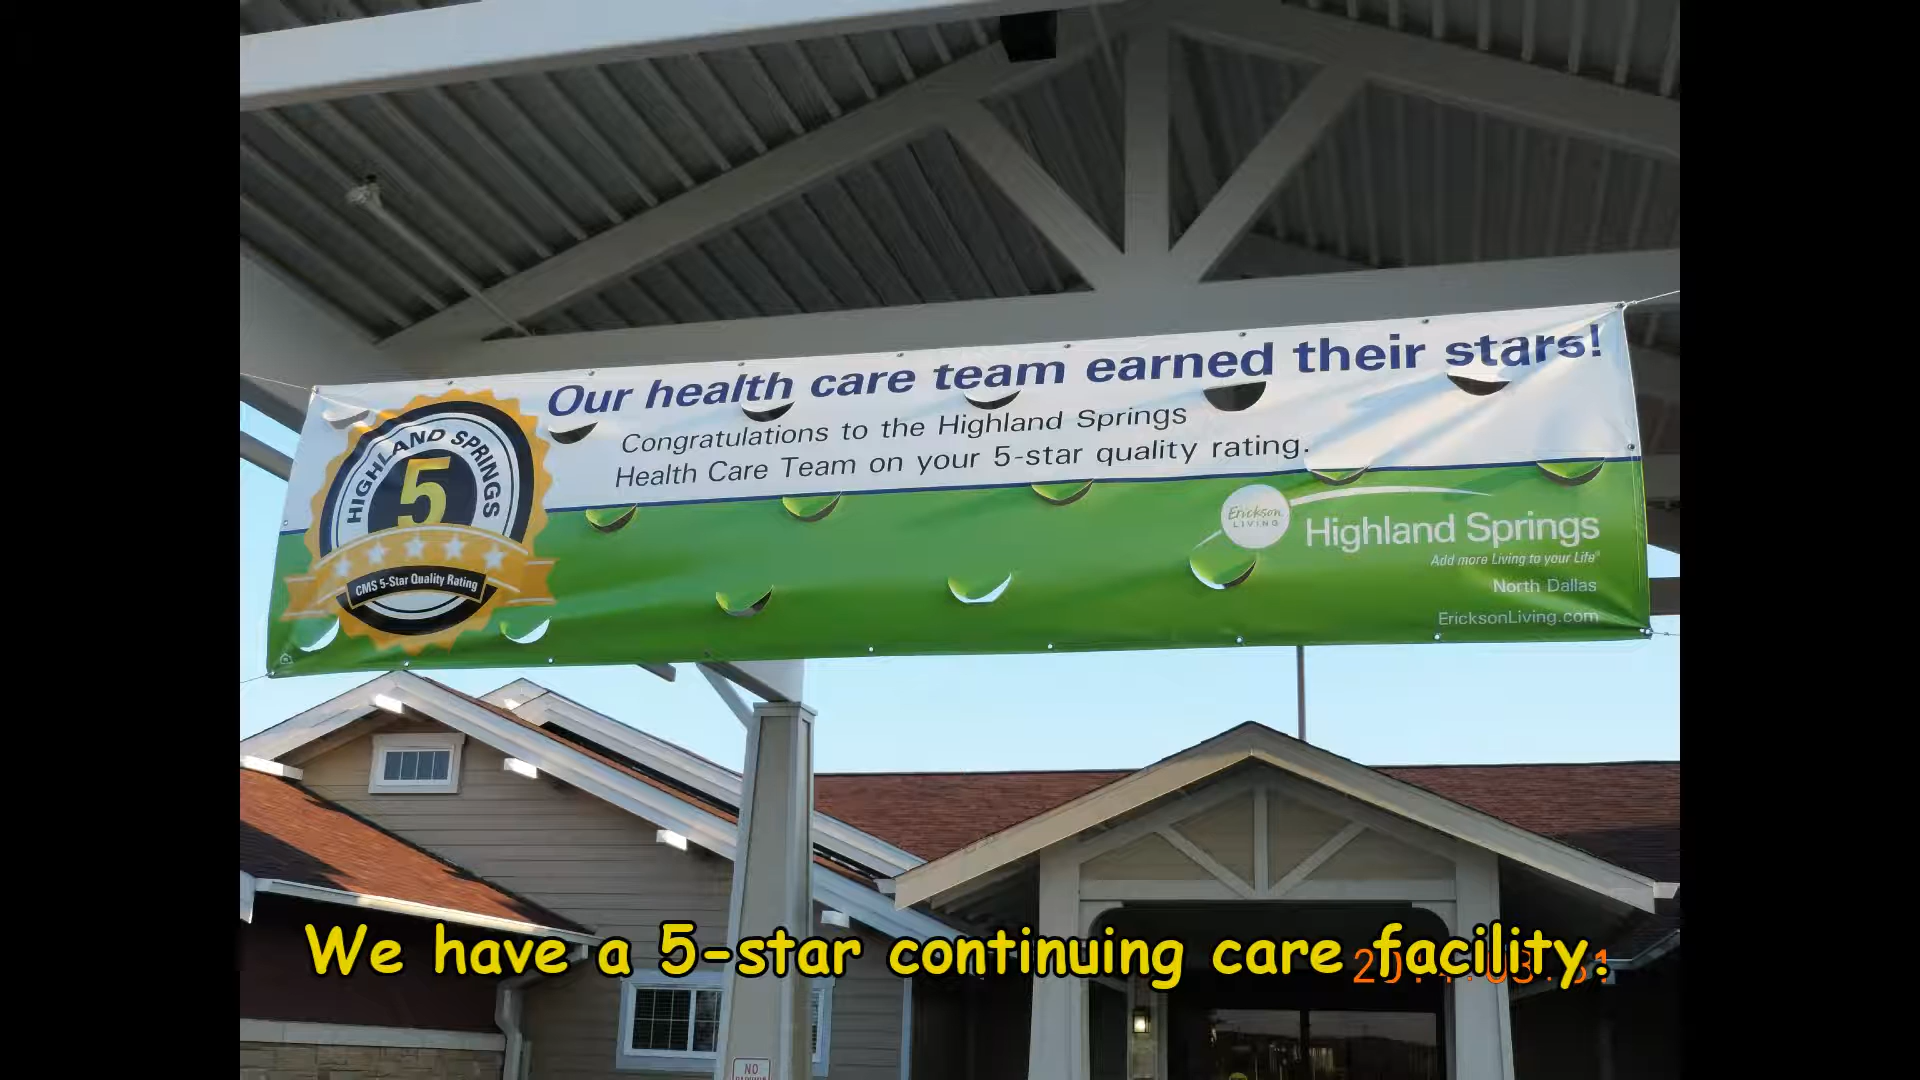 Our health care team earned their stars!
Congratulations to the Highland Springs
Health Care Team on your 5-star quality rating.
HIGHLAND SPRINGS
5
CMS 5-Star Quality Rating
Erickson
LIVING
Highland Springs
Add more Living to your Life®
North Dallas
EricksonLiving.com
We have a 5-star continuing care facility.
NO